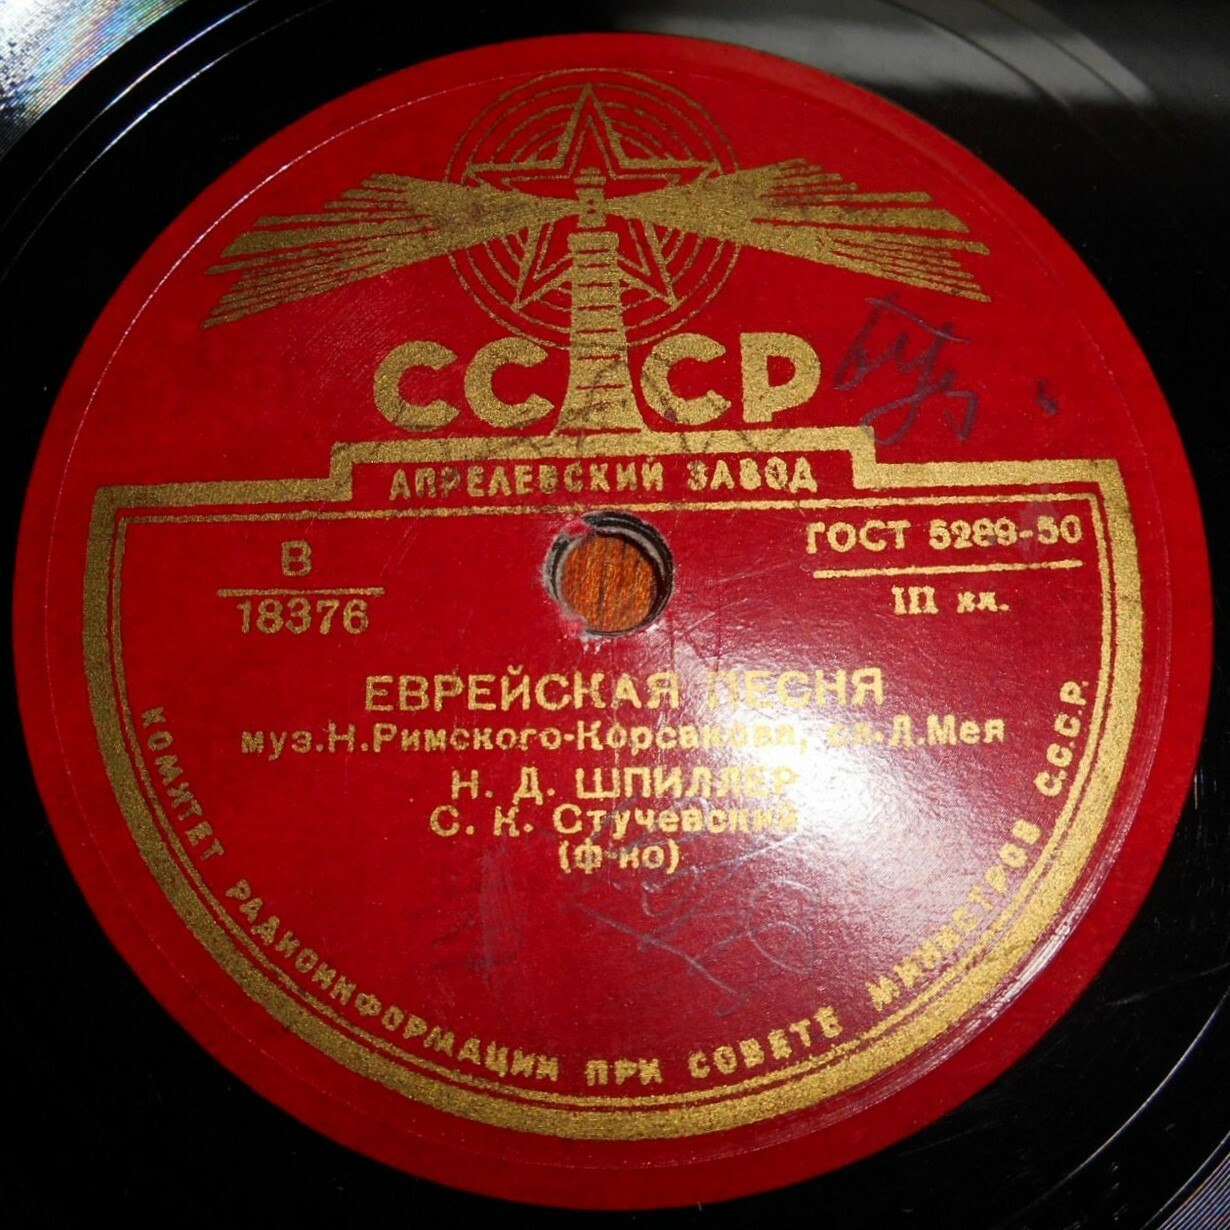 СССР
АПРЕЛЕВСКИЙ ЗАВОД
В
18376
ГОСТ 5289-50
III кл.
ЕВРЕЙСКАЯ ПЕСНЯ
муз.Н.Римского-Корсакова, сл.Л.Мея
Н. Д. ШПИЛЛЕР
С. К. Стучевский
(ф-но)
КОМИТЕТ РАДИОИНФОРМАЦИИ ПРИ СОВЕТЕ МИНИСТРОВ С.С.С.Р.